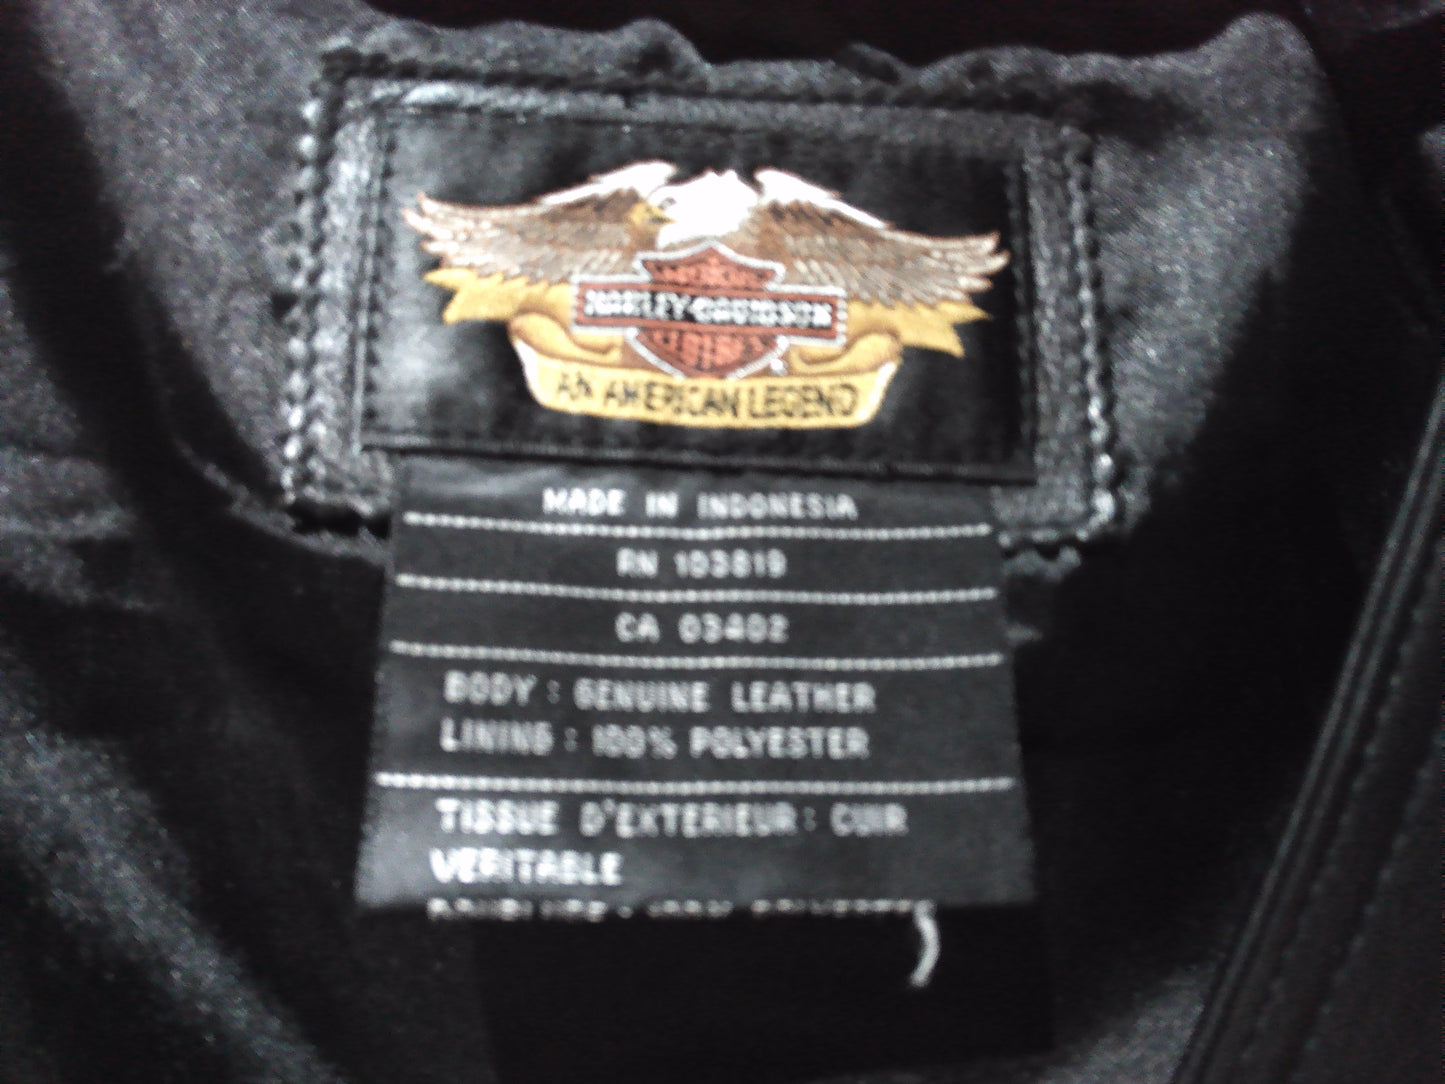 HARLEY-DAVIDSON
AN AMERICAN LEGEND
MADE IN INDONESIA
RN 103819
CA 03402
BODY : GENUINE LEATHER
LINING : 100% POLYESTER
TISSUE D'EXTERIEUR : CUIR
VERITABLE